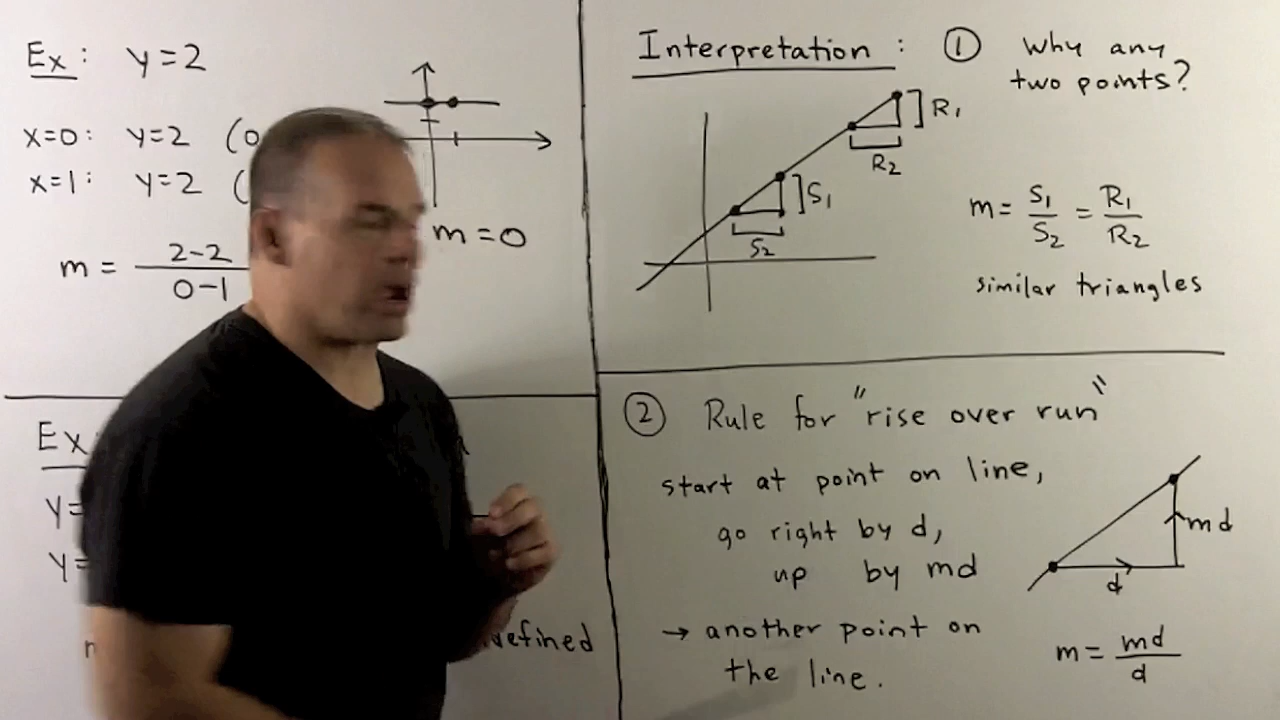 Ex: y=2
x=0: y=2 (0
x=1: y=2 (
m = 2-2 / 0-1
m = 0
Ex
y=
y=
Interpretation: ① Why any
two points?
R1
R2
S1
S2
m = S1/S2 = R1/R2
similar triangles
② Rule for "rise over run"
start at point on line,
go right by d,
up by md
→ another point on
the line.
md
d
m = md/d